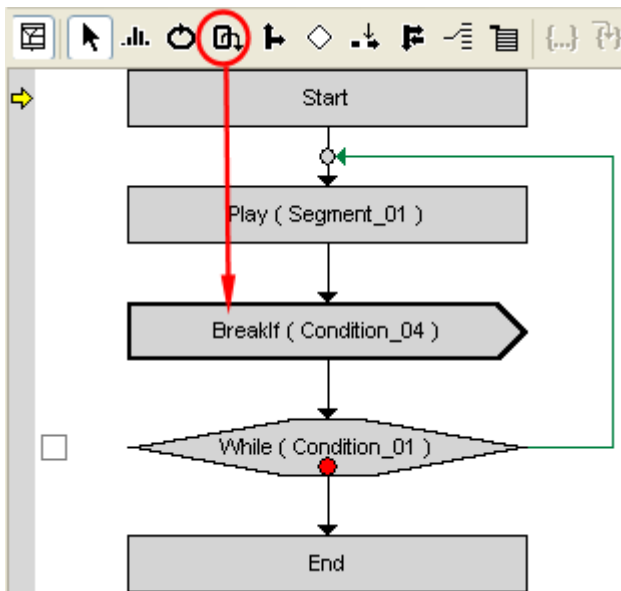 {...}
Start
Play ( Segment_01 )
BreakIf ( Condition_04 )
While ( Condition_01 )
End